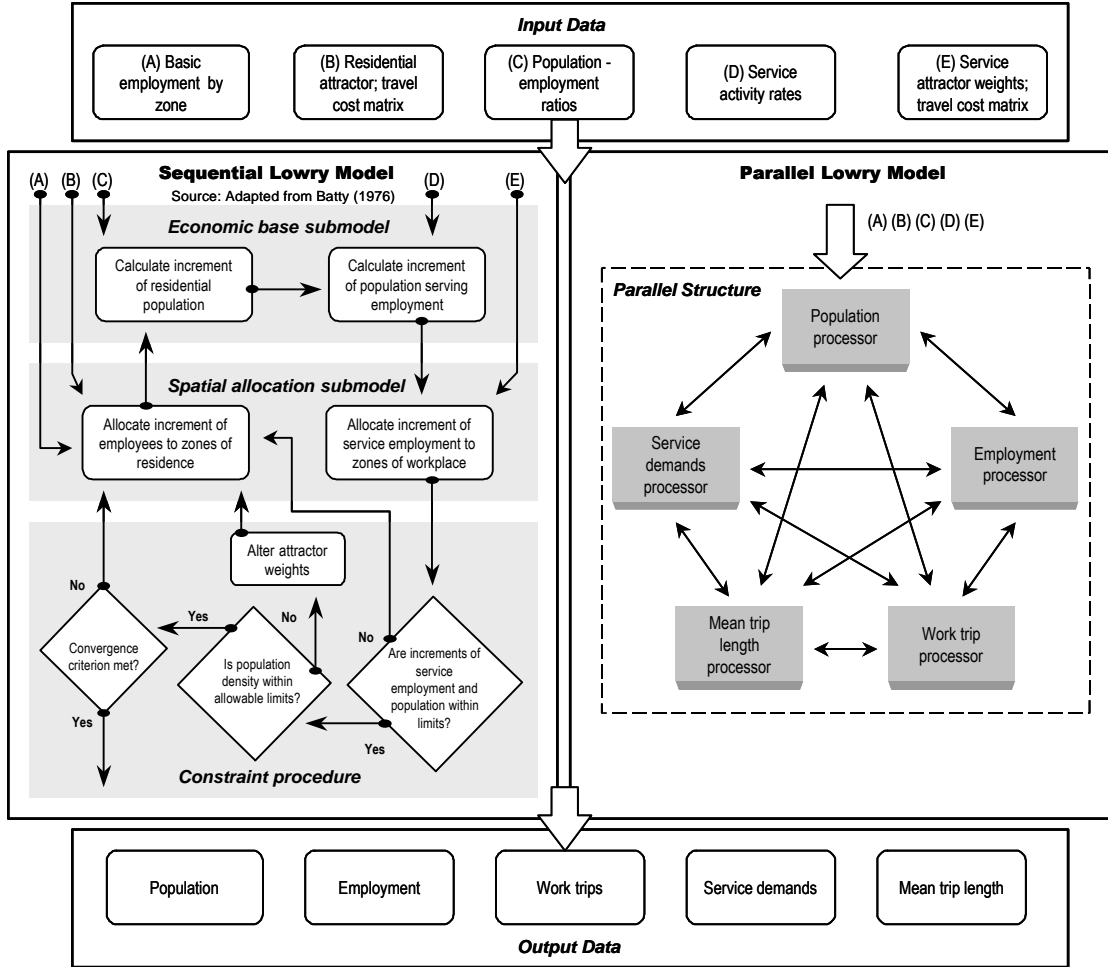 Input Data
(A) Basic
employment by
zone
(B) Residential
attractor; travel
cost matrix
(C) Population -
employment
ratios
(D) Service
activity rates
(E) Service
attractor weights;
travel cost matrix
Sequential Lowry Model
Source: Adapted from Batty (1976)
(A)
(B)
(C)
(D)
(E)
Economic base submodel
Calculate increment
of residential
population
Calculate increment
of population serving
employment
Spatial allocation submodel
Allocate increment of
employees to zones of
residence
Allocate increment of
service employment to
zones of workplace
Alter attractor
weights
No
Yes
No
No
Convergence
criterion met?
Is population
density within
allowable limits?
Are increments of
service
employment and
population within
limits?
Yes
Yes
Constraint procedure
Parallel Lowry Model
(A) (B) (C) (D) (E)
Parallel Structure
Population
processor
Service
demands
processor
Employment
processor
Mean trip
length
processor
Work trip
processor
Population
Employment
Work trips
Service demands
Mean trip length
Output Data